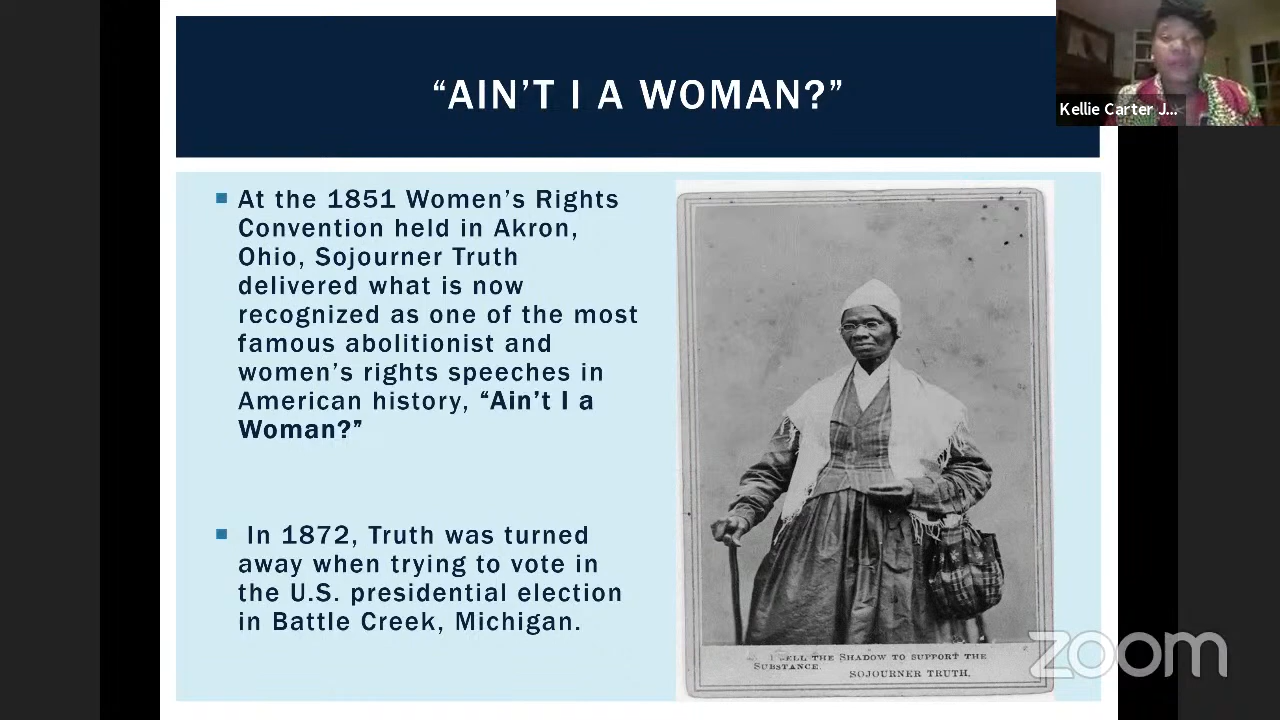 “AIN’T I A WOMAN?”
Kellie Carter J...
At the 1851 Women’s Rights
Convention held in Akron,
Ohio, Sojourner Truth
delivered what is now
recognized as one of the most
famous abolitionist and
women’s rights speeches in
American history, “Ain’t I a
Woman?”
In 1872, Truth was turned
away when trying to vote in
the U.S. presidential election
in Battle Creek, Michigan.
I SELL THE SHADOW TO SUPPORT THE
SUBSTANCE.
SOJOURNER TRUTH.
zoom